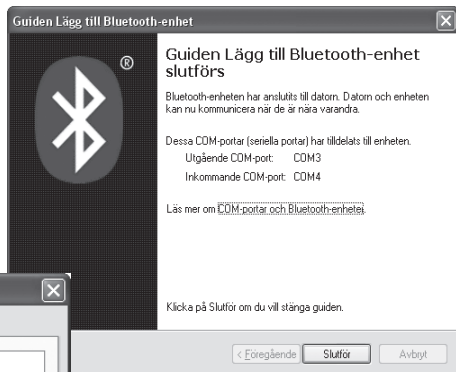 Guiden Lägg till Bluetooth-enhet
®
Guiden Lägg till Bluetooth-enhet
slutförs
Bluetooth-enheten har anslutits till datorn. Datorn och enheten
kan nu kommunicera när de är nära varandra.
Dessa COM-portar (seriella portar) har tilldelats till enheten.
Utgående COM-port: COM3
Inkommande COM-port: COM4
Läs mer om COM-portar och Bluetooth-enhetei.
Klicka på Slutför om du vill stänga guiden.
< Föregående Slutför Avbryt